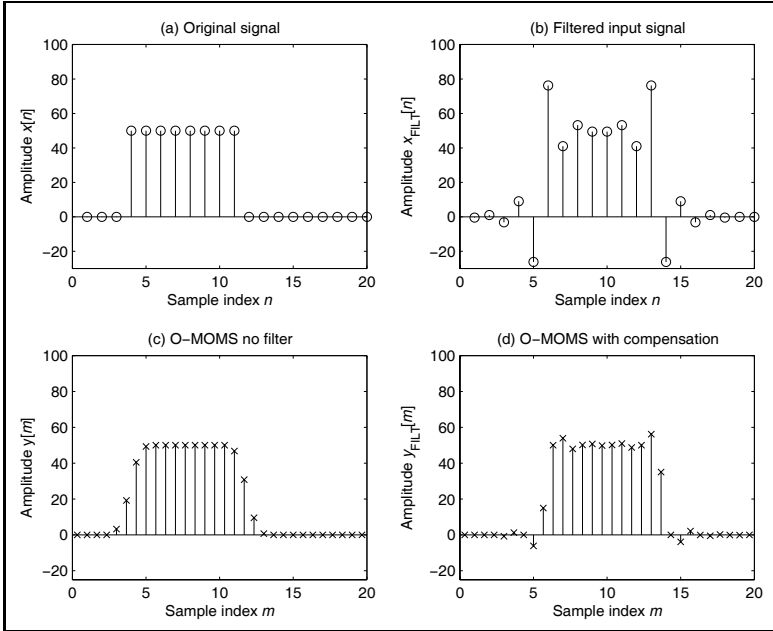 (a) Original signal
100
80
60
40
20
0
−20
Amplitude x[n]
0 5 10 15 20
Sample index n
(b) Filtered input signal
100
80
60
40
20
0
−20
Amplitude xFILT[n]
0 5 10 15 20
Sample index n
(c) O−MOMS no filter
100
80
60
40
20
0
−20
Amplitude y[m]
0 5 10 15 20
Sample index m
(d) O−MOMS with compensation
100
80
60
40
20
0
−20
Amplitude yFILT[m]
0 5 10 15 20
Sample index m